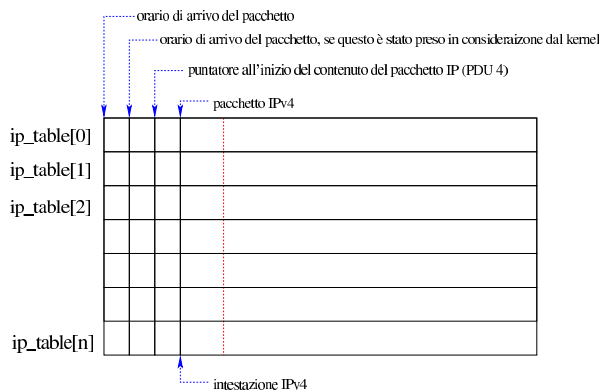 orario di arrivo del pacchetto
orario di arrivo del pacchetto, se questo è stato preso in consideraizone dal kernel
puntatore all'inizio del contenuto del pacchetto IP (PDU 4)
pacchetto IPv4
ip_table[0]
ip_table[1]
ip_table[2]
ip_table[n]
intestazione IPv4